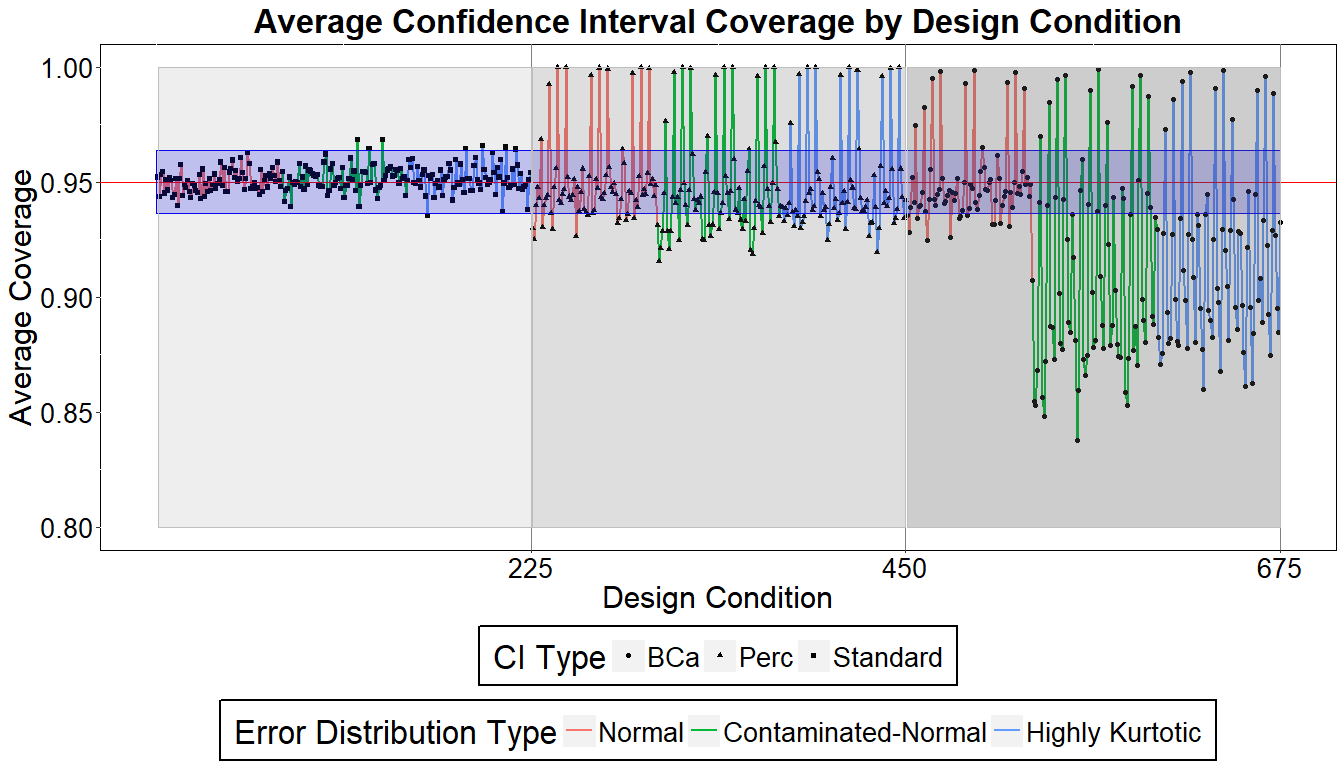 Average Confidence Interval Coverage by Design Condition
Average Coverage
1.00
0.95
0.90
0.85
0.80
225 450 675
Design Condition
CI Type BCa Perc Standard
Error Distribution Type Normal Contaminated-Normal Highly Kurtotic